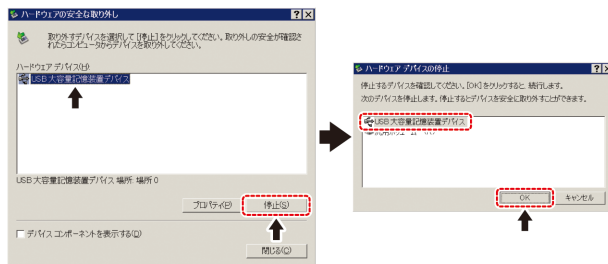 ハードウェアの安全な取り外し
取り外すデバイスを選択して [停止] をクリックしてください。取り外しの安全が確認さ
れたらコンピュータからデバイスを取り外してください。
ハードウェア デバイス(H)
USB 大容量記憶装置デバイス
USB 大容量記憶装置デバイス 場所 場所 0
プロパティ(P)
停止(S)
デバイス コンポーネントを表示する(D)
閉じる(C)
ハードウェア デバイスの停止
停止するデバイスを確認してください。[OK] をクリックすると、続行します。
次のデバイスを停止します。停止するとデバイスを安全に取り外すことができます。
USB 大容量記憶装置デバイス
OK
キャンセル